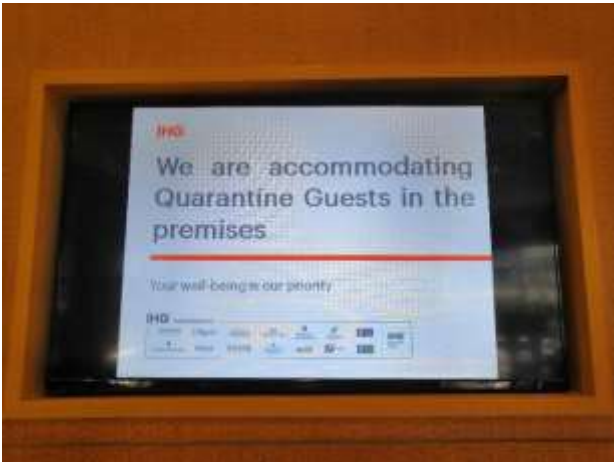 IHG
We are accommodating
Quarantine Guests in the
premises
Your well-being is our priority
IHG